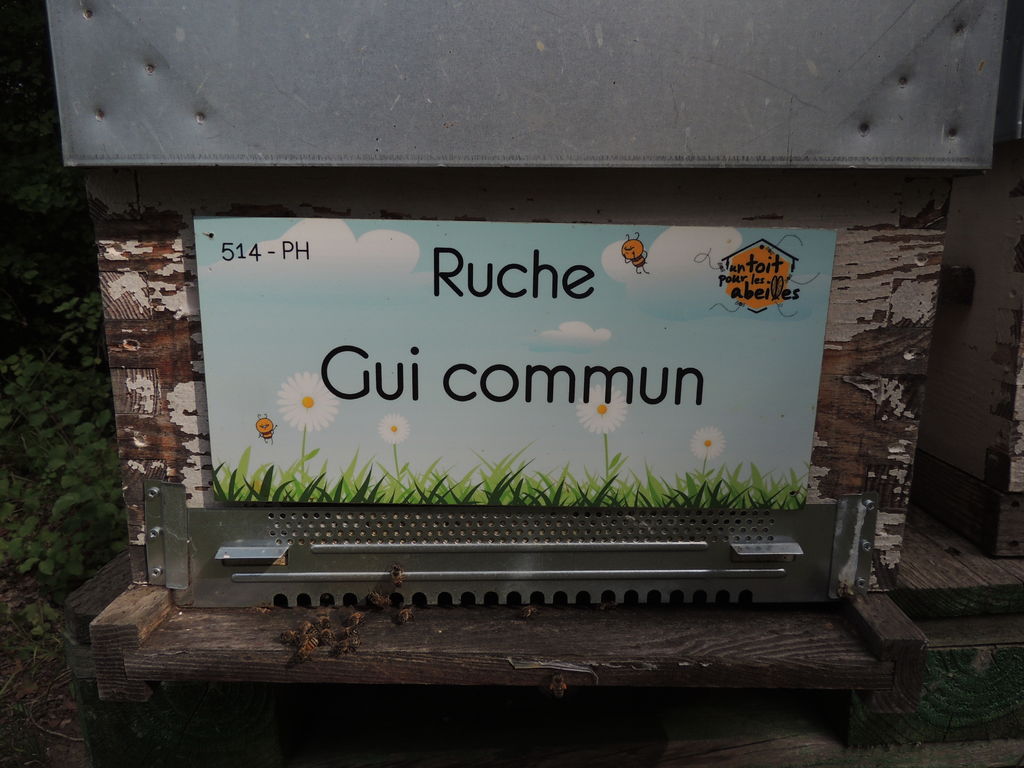 514 - PH
Ruche
Gui commun
un toit
pour les
abeilles